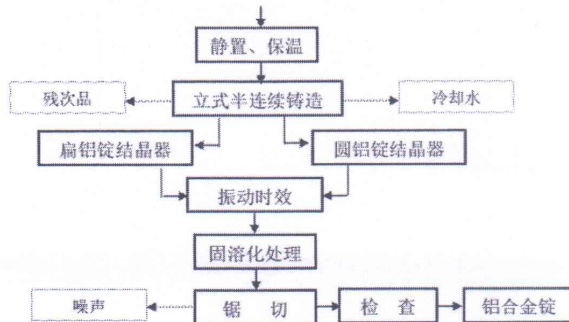 静置、保温
残次品
立式半连续铸造
冷却水
扁铝锭结晶器
圆铝锭结晶器
振动时效
固溶化处理
噪声
锯 切
检 查
铝合金锭